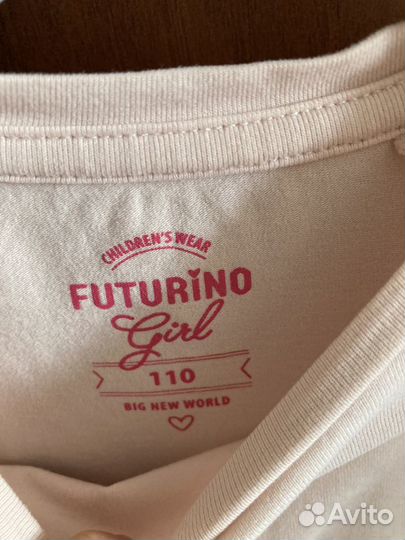 CHILDREN'S WEAR
FUTURINO
Girl
110
BIG NEW WORLD
Avito